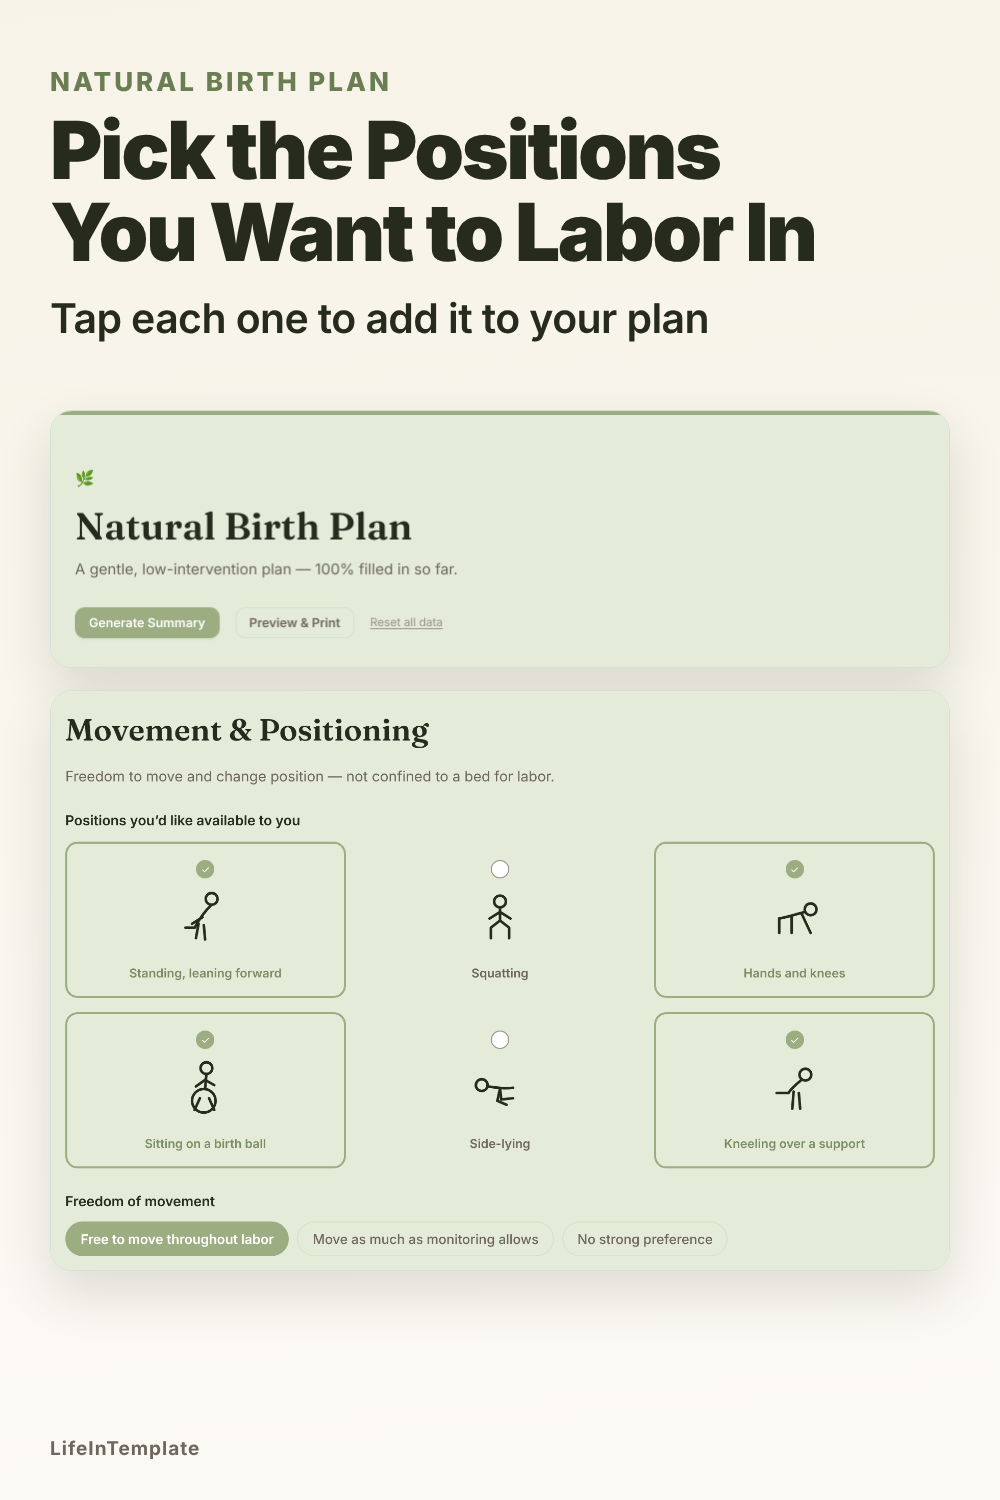 NATURAL BIRTH PLAN
Pick the Positions
You Want to Labor In
Tap each one to add it to your plan
Natural Birth Plan
A gentle, low-intervention plan — 100% filled in so far.
Generate Summary
Preview & Print
Reset all data
Movement & Positioning
Freedom to move and change position — not confined to a bed for labor.
Positions you’d like available to you
Standing, leaning forward
Squatting
Hands and knees
Sitting on a birth ball
Side-lying
Kneeling over a support
Freedom of movement
Free to move throughout labor
Move as much as monitoring allows
No strong preference
LifeInTemplate